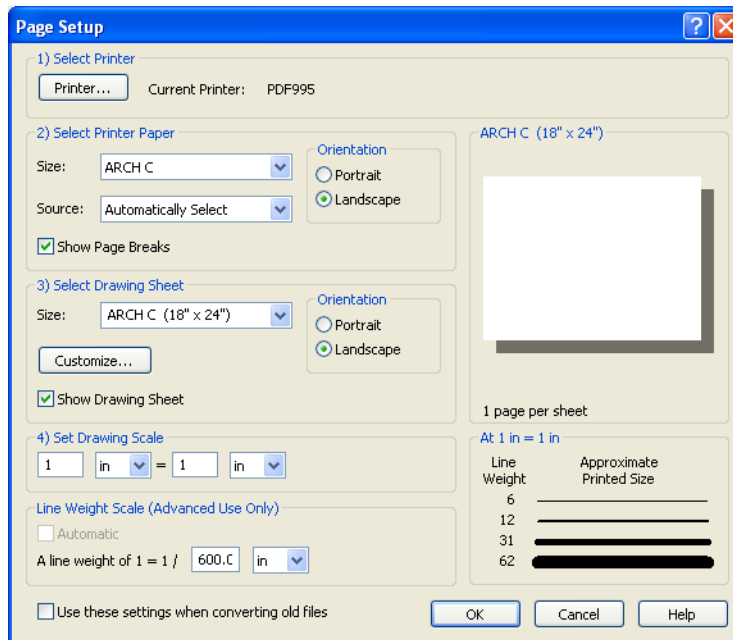 Page Setup
1) Select Printer
Printer... Current Printer: PDF995
2) Select Printer Paper
Size: ARCH C
Source: Automatically Select
Orientation
Portrait
Landscape
Show Page Breaks
3) Select Drawing Sheet
Size: ARCH C (18" x 24")
Orientation
Portrait
Landscape
Customize...
Show Drawing Sheet
ARCH C (18" x 24")
1 page per sheet
4) Set Drawing Scale
1 in = 1 in
Line Weight Scale (Advanced Use Only)
Automatic
A line weight of 1 = 1 / 600.0 in
At 1 in = 1 in
Line Weight
Approximate Printed Size
6
12
31
62
Use these settings when converting old files
OK Cancel Help